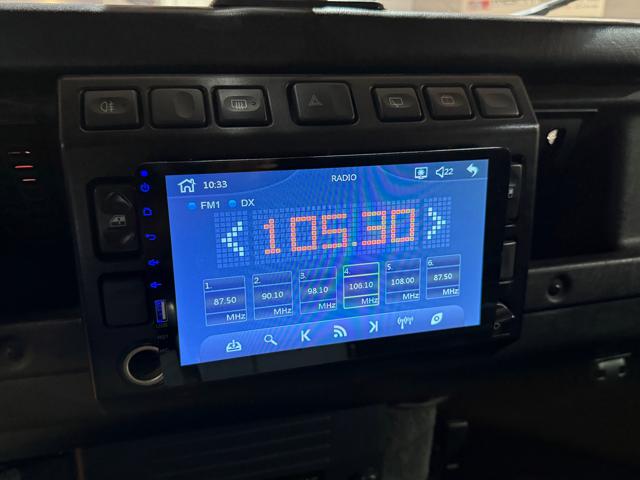 10:33
RADIO
22
FM1
DX
105.30
1.
87.50
MHz
2.
90.10
MHz
3.
98.10
MHz
4.
106.10
MHz
5.
108.00
MHz
6.
87.50
MHz
USB